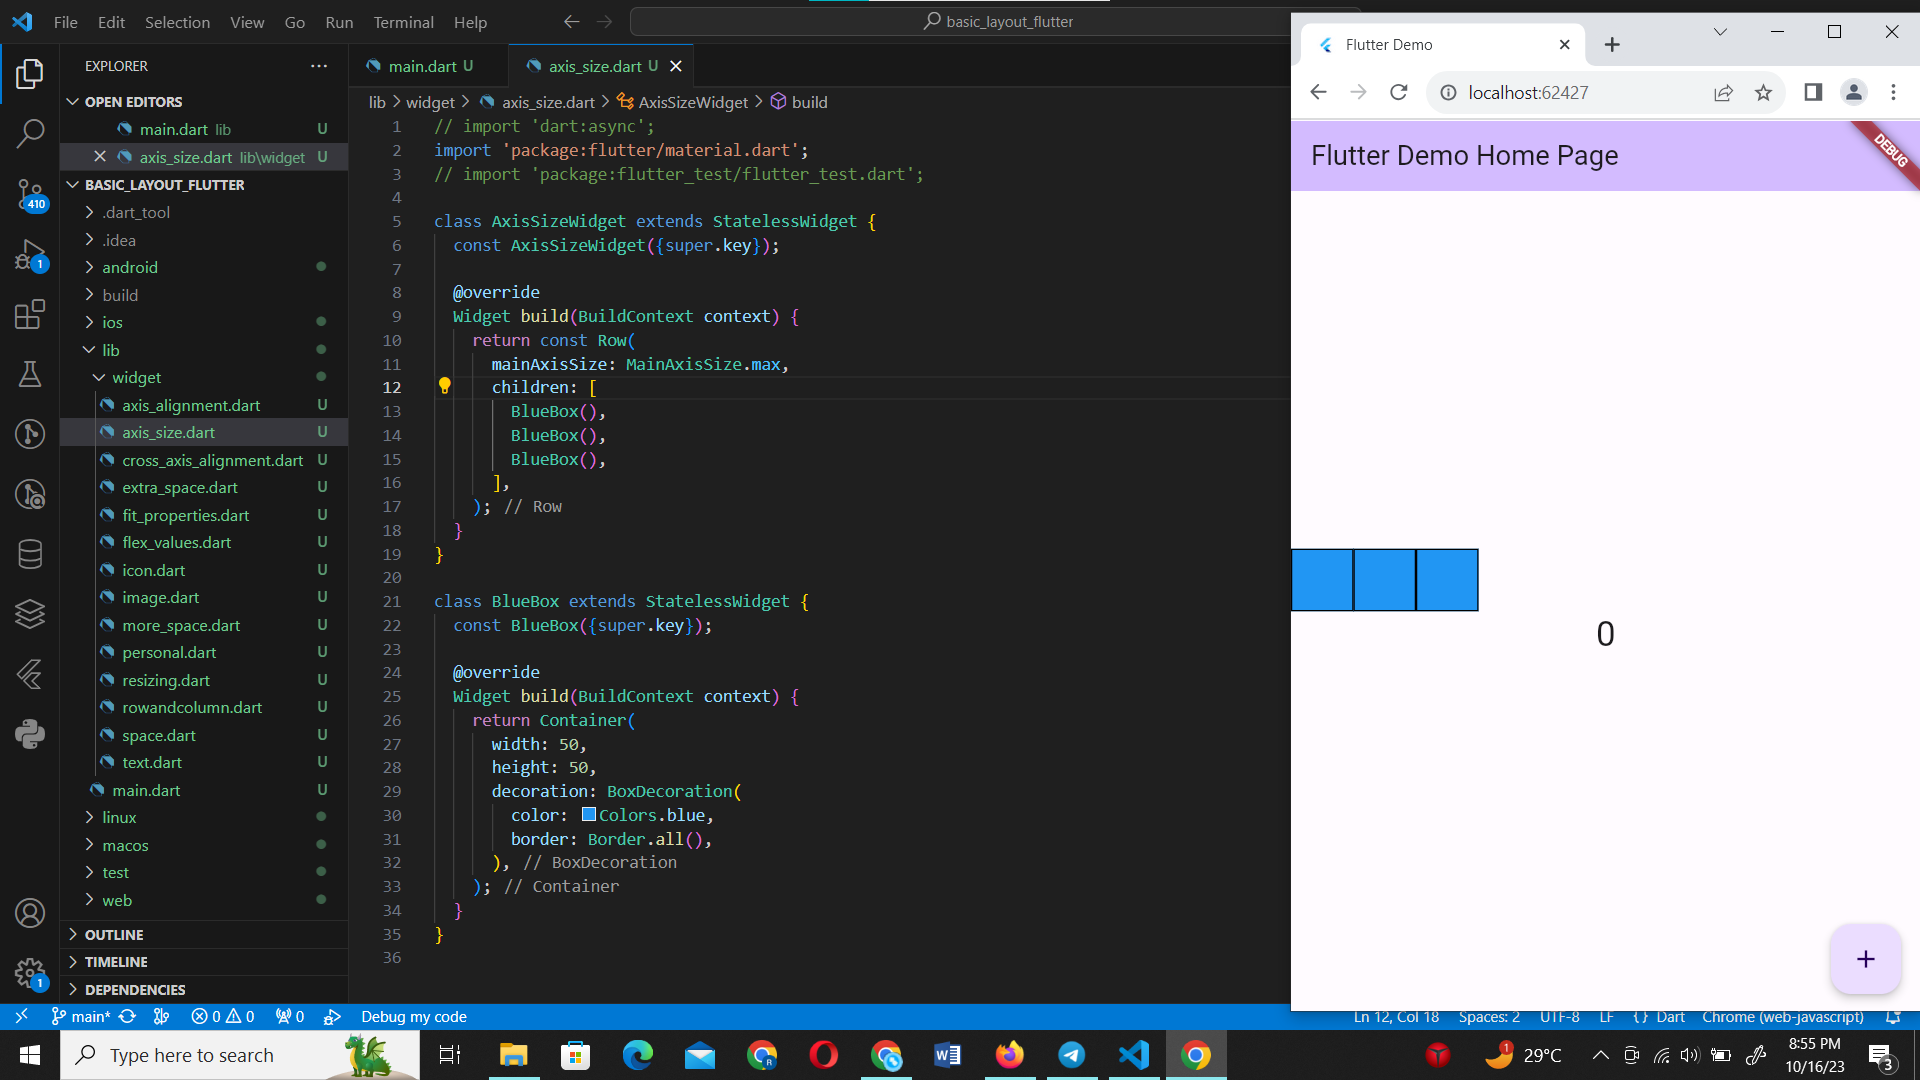 File Edit Selection View Go Run Terminal Help
basic_layout_flutter
EXPLORER
OPEN EDITORS
main.dart lib U
axis_size.dart lib\widget U
BASIC_LAYOUT_FLUTTER
.dart_tool
.idea
android
build
ios
lib
widget
axis_alignment.dart U
axis_size.dart U
cross_axis_alignment.dart U
extra_space.dart U
fit_properties.dart U
flex_values.dart U
icon.dart U
image.dart U
more_space.dart U
personal.dart U
resizing.dart U
rowandcolumn.dart U
space.dart U
text.dart U
main.dart U
linux
macos
test
web
OUTLINE
TIMELINE
DEPENDENCIES
410
1
1
main.dart U
axis_size.dart U
lib > widget > axis_size.dart > AxisSizeWidget > build
1 // import 'dart:async';
2 import 'package:flutter/material.dart';
3 // import 'package:flutter_test/flutter_test.dart';
4
5 class AxisSizeWidget extends StatelessWidget {
6 const AxisSizeWidget({super.key});
7
8 @override
9 Widget build(BuildContext context) {
10 return const Row(
11 mainAxisSize: MainAxisSize.max,
12 children: [
13 BlueBox(),
14 BlueBox(),
15 BlueBox(),
16 ],
17 ); // Row
18 }
19 }
20
21 class BlueBox extends StatelessWidget {
22 const BlueBox({super.key});
23
24 @override
25 Widget build(BuildContext context) {
26 return Container(
27 width: 50,
28 height: 50,
29 decoration: BoxDecoration(
30 color: Colors.blue,
31 border: Border.all(),
32 ), // BoxDecoration
33 ); // Container
34 }
35 }
36
Flutter Demo
localhost:62427
Flutter Demo Home Page
DEBUG
0
+
main* 0 0 0 Debug my code
Ln 12, Col 18 Spaces: 2 UTF-8 LF {} Dart Chrome (web-javascript)
Type here to search
1
29°C
8:55 PM
10/16/23
3